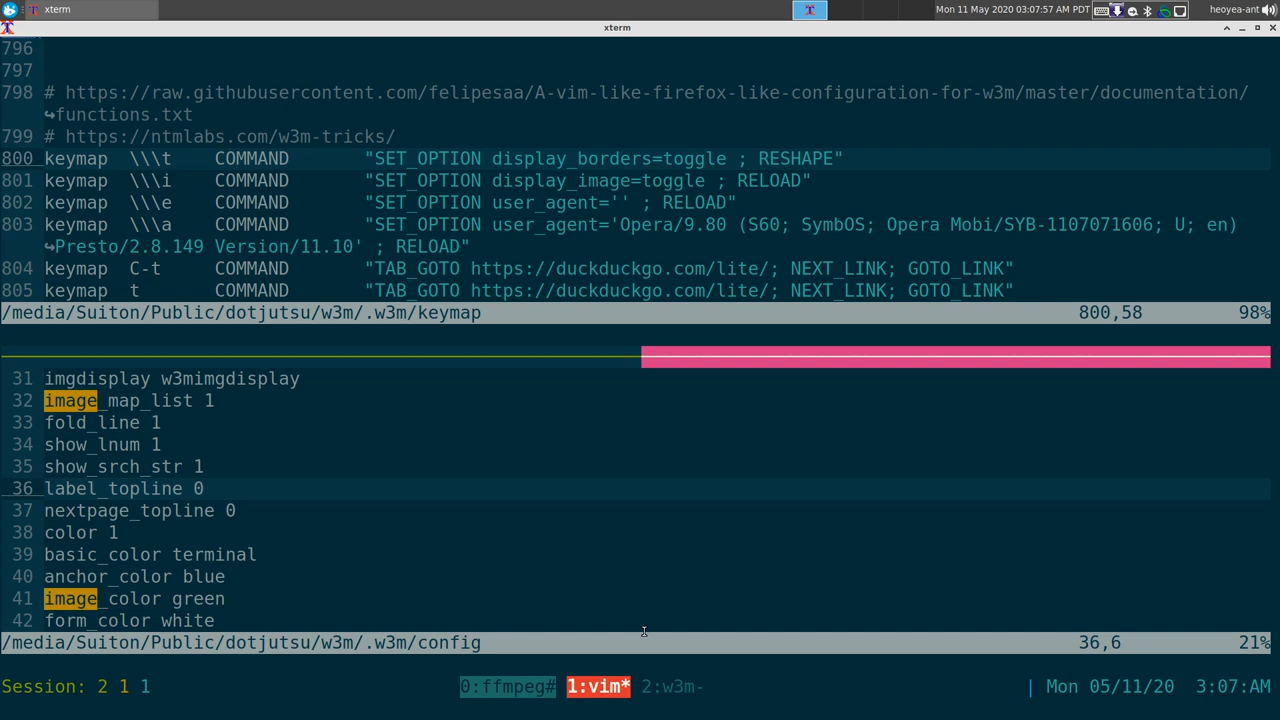 xterm
Mon 11 May 2020 03:07:57 AM PDT
heoyea-ant
xterm
796
797
798 # https://raw.githubusercontent.com/felipesaa/A-vim-like-firefox-like-configuration-for-w3m/master/documentation/
↪functions.txt
799 # https://ntmlabs.com/w3m-tricks/
800 keymap  \\\t    COMMAND       "SET_OPTION display_borders=toggle ; RESHAPE"
801 keymap  \\\i    COMMAND       "SET_OPTION display_image=toggle ; RELOAD"
802 keymap  \\\e    COMMAND       "SET_OPTION user_agent='' ; RELOAD"
803 keymap  \\\a    COMMAND       "SET_OPTION user_agent='Opera/9.80 (S60; SymbOS; Opera Mobi/SYB-1107071606; U; en)
↪Presto/2.8.149 Version/11.10' ; RELOAD"
804 keymap  C-t     COMMAND       "TAB_GOTO https://duckduckgo.com/lite/; NEXT_LINK; GOTO_LINK"
805 keymap  t       COMMAND       "TAB_GOTO https://duckduckgo.com/lite/; NEXT_LINK; GOTO_LINK"
/media/Suiton/Public/dotjutsu/w3m/.w3m/keymap 800,58 98%
31 imgdisplay w3mimgdisplay
32 image_map_list 1
33 fold_line 1
34 show_lnum 1
35 show_srch_str 1
36 label_topline 0
37 nextpage_topline 0
38 color 1
39 basic_color terminal
40 anchor_color blue
41 image_color green
42 form_color white
/media/Suiton/Public/dotjutsu/w3m/.w3m/config 36,6 21%
Session: 2 1 1 0:ffmpeg# 1:vim* 2:w3m- | Mon 05/11/20  3:07:AM